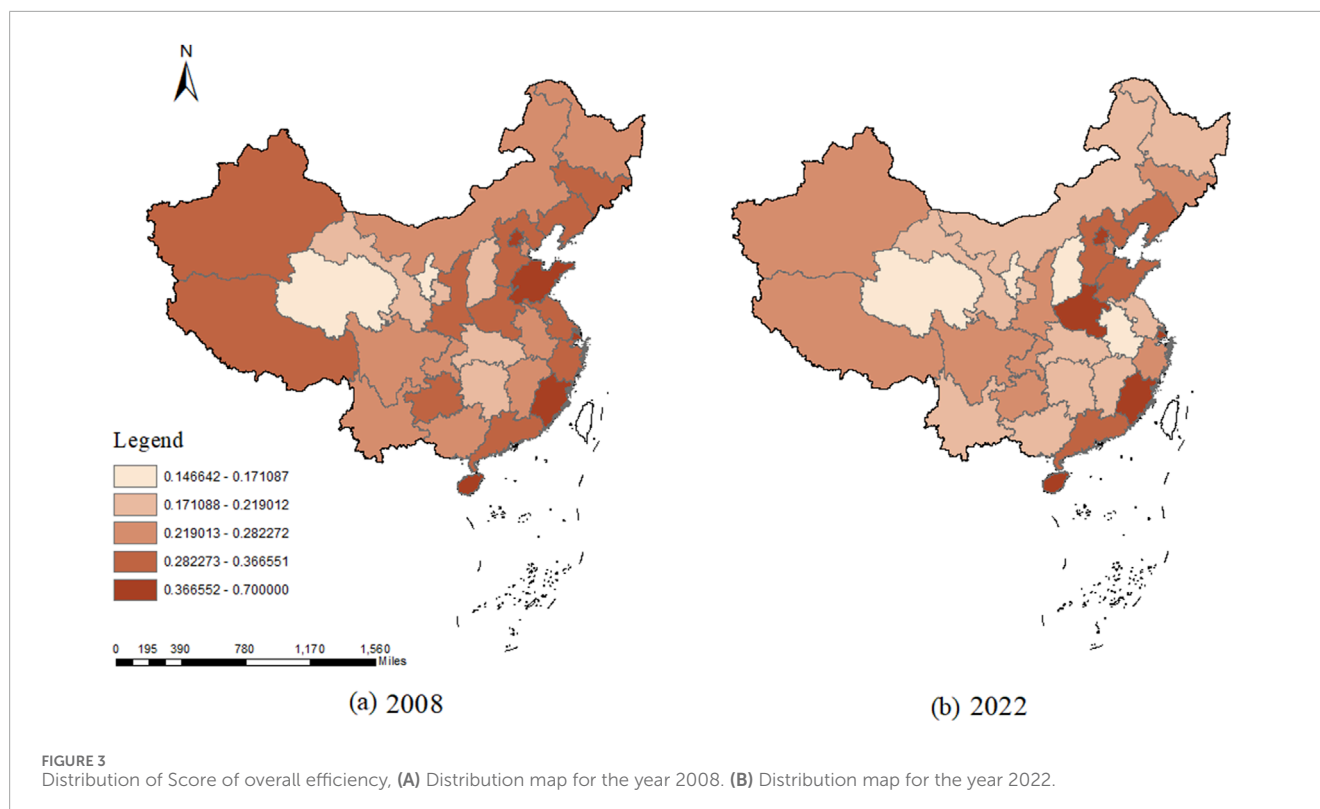 N
Legend
0.146642 - 0.171087
0.171088 - 0.219012
0.219013 - 0.282272
0.282273 - 0.366551
0.366552 - 0.700000
0 195 390 780 1,170 1,560
Miles
(a) 2008
(b) 2022
FIGURE 3
Distribution of Score of overall efficiency, (A) Distribution map for the year 2008. (B) Distribution map for the year 2022.